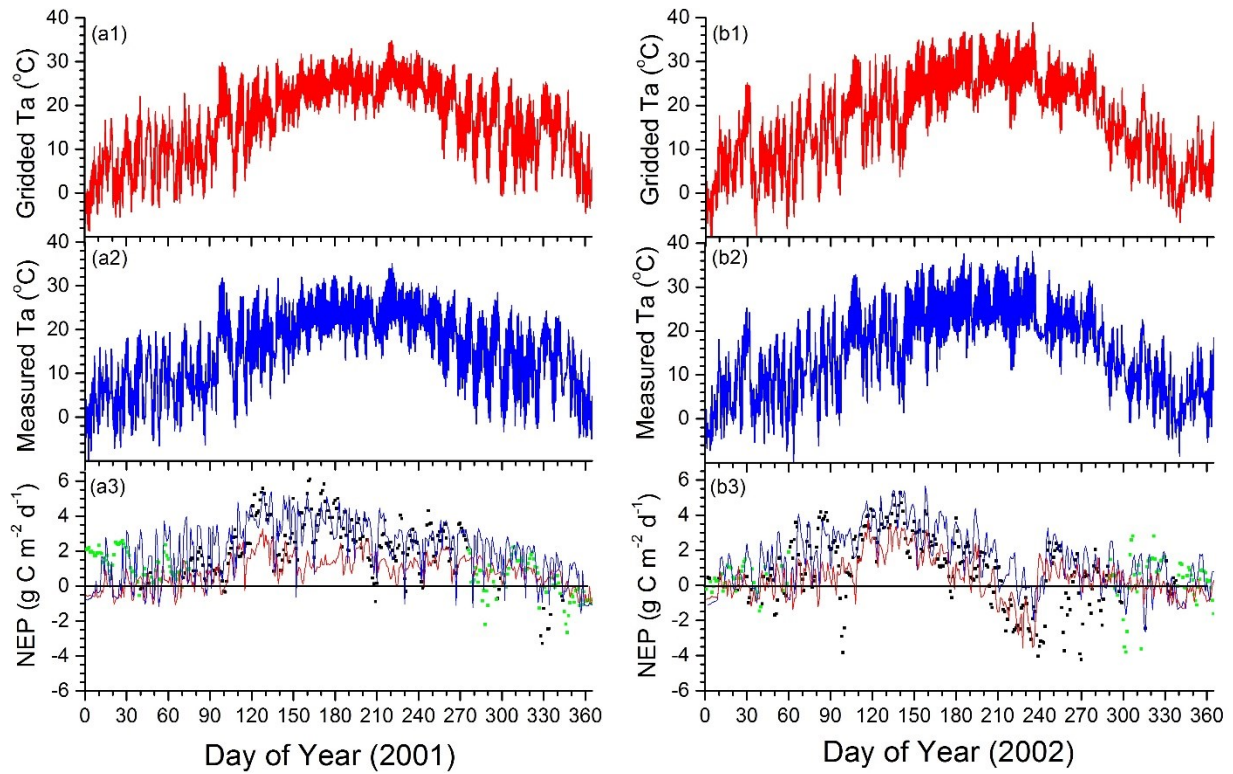 (a1)
Gridded Ta (°C)
40
30
20
10
0
(b1)
Gridded Ta (°C)
40
30
20
10
0
(a2)
Measured Ta (°C)
40
30
20
10
0
(b2)
Measured Ta (°C)
40
30
20
10
0
(a3)
NEP (g C m⁻² d⁻¹)
6
4
2
0
-2
-4
-6
0 30 60 90 120 150 180 210 240 270 300 330 360
Day of Year (2001)
(b3)
NEP (g C m⁻² d⁻¹)
6
4
2
0
-2
-4
-6
0 30 60 90 120 150 180 210 240 270 300 330 360
Day of Year (2002)